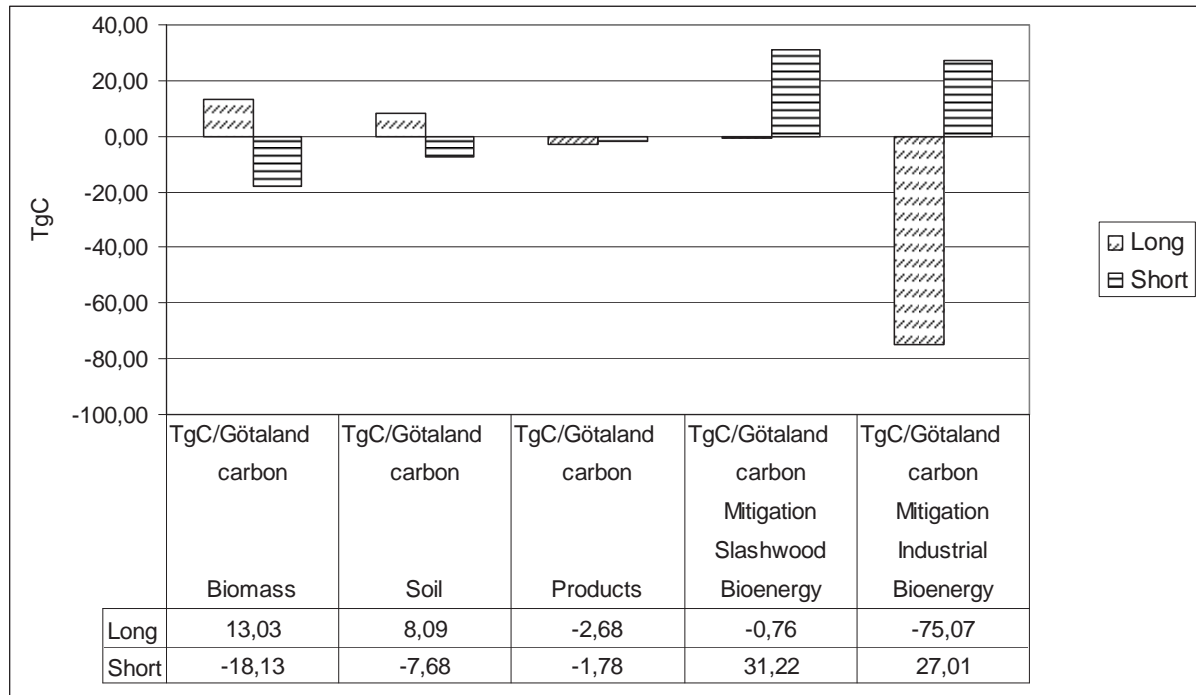 40,00
20,00
0,00
-20,00
-40,00
-60,00
-80,00
-100,00
TgC
Long
Short
TgC/Götaland TgC/Götaland TgC/Götaland TgC/Götaland TgC/Götaland
carbon carbon carbon carbon carbon
Mitigation Mitigation
Slashwood Industrial
Biomass Soil Products Bioenergy Bioenergy
Long 13,03 8,09 -2,68 -0,76 -75,07
Short -18,13 -7,68 -1,78 31,22 27,01